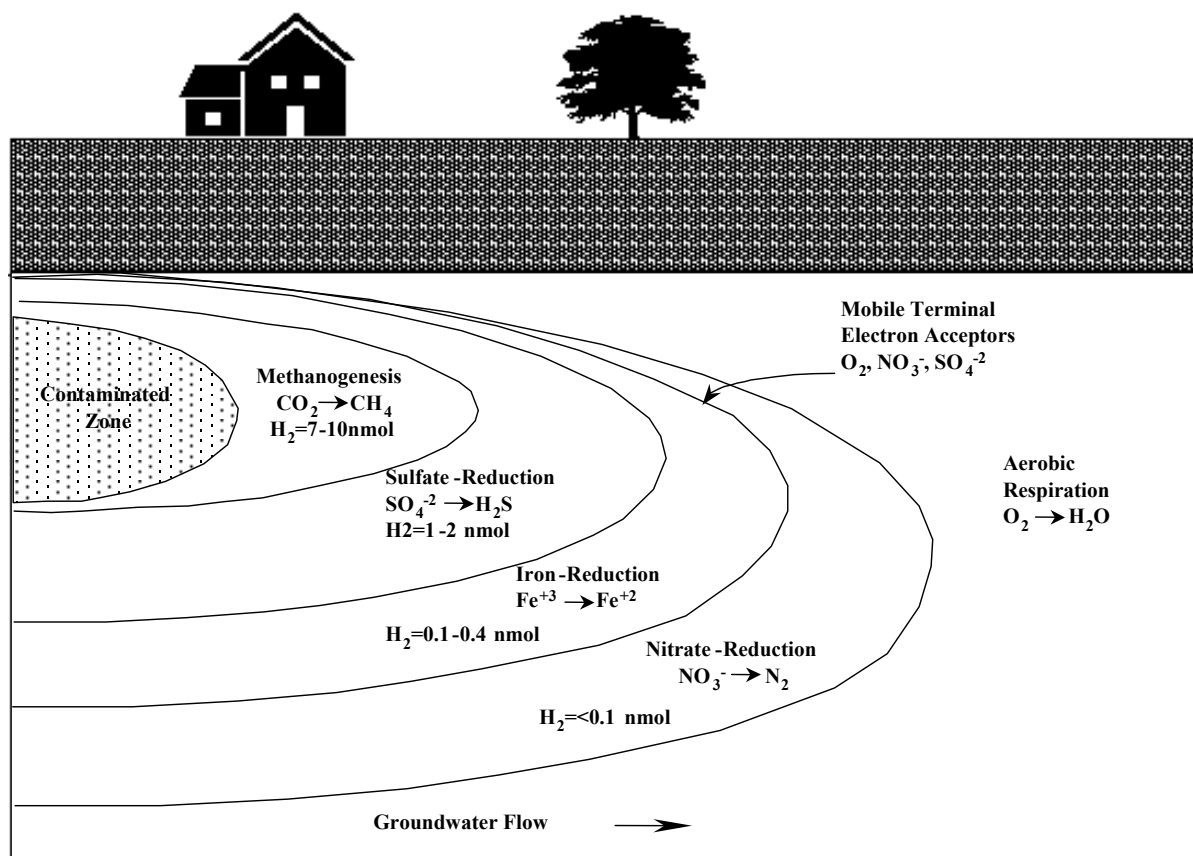 Mobile Terminal
Electron Acceptors
O₂, NO₃⁻, SO₄⁻²
Contaminated
Zone
Methanogenesis
CO₂→CH₄
H₂=7-10nmol
Sulfate-Reduction
SO₄⁻²→H₂S
H2=1-2 nmol
Aerobic
Respiration
O₂→H₂O
Iron-Reduction
Fe⁺³→Fe⁺²
H₂=0.1-0.4 nmol
Nitrate-Reduction
NO₃⁻→N₂
H₂=<0.1 nmol
Groundwater Flow